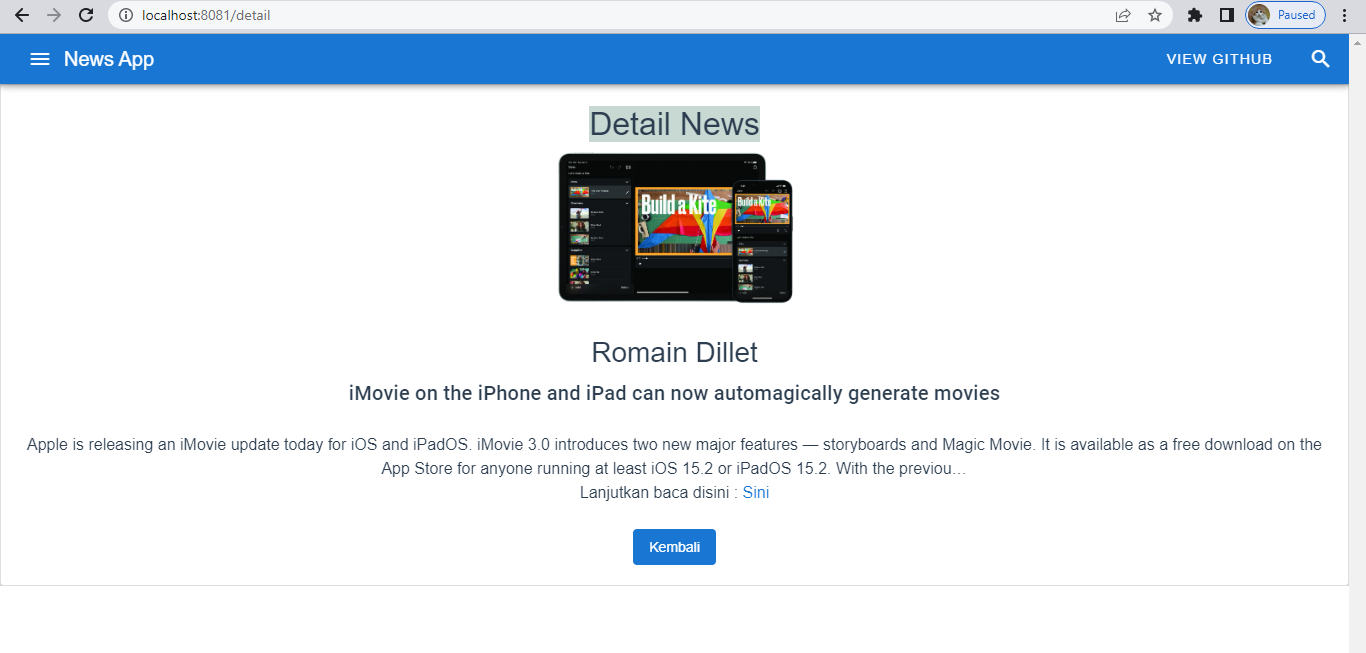 localhost:8081/detail
Paused
News App
VIEW GITHUB
Detail News
Build a Kite
Build a Kite
Romain Dillet
iMovie on the iPhone and iPad can now automagically generate movies
Apple is releasing an iMovie update today for iOS and iPadOS. iMovie 3.0 introduces two new major features — storyboards and Magic Movie. It is available as a free download on the
App Store for anyone running at least iOS 15.2 or iPadOS 15.2. With the previou…
Lanjutkan baca disini : Sini
Kembali